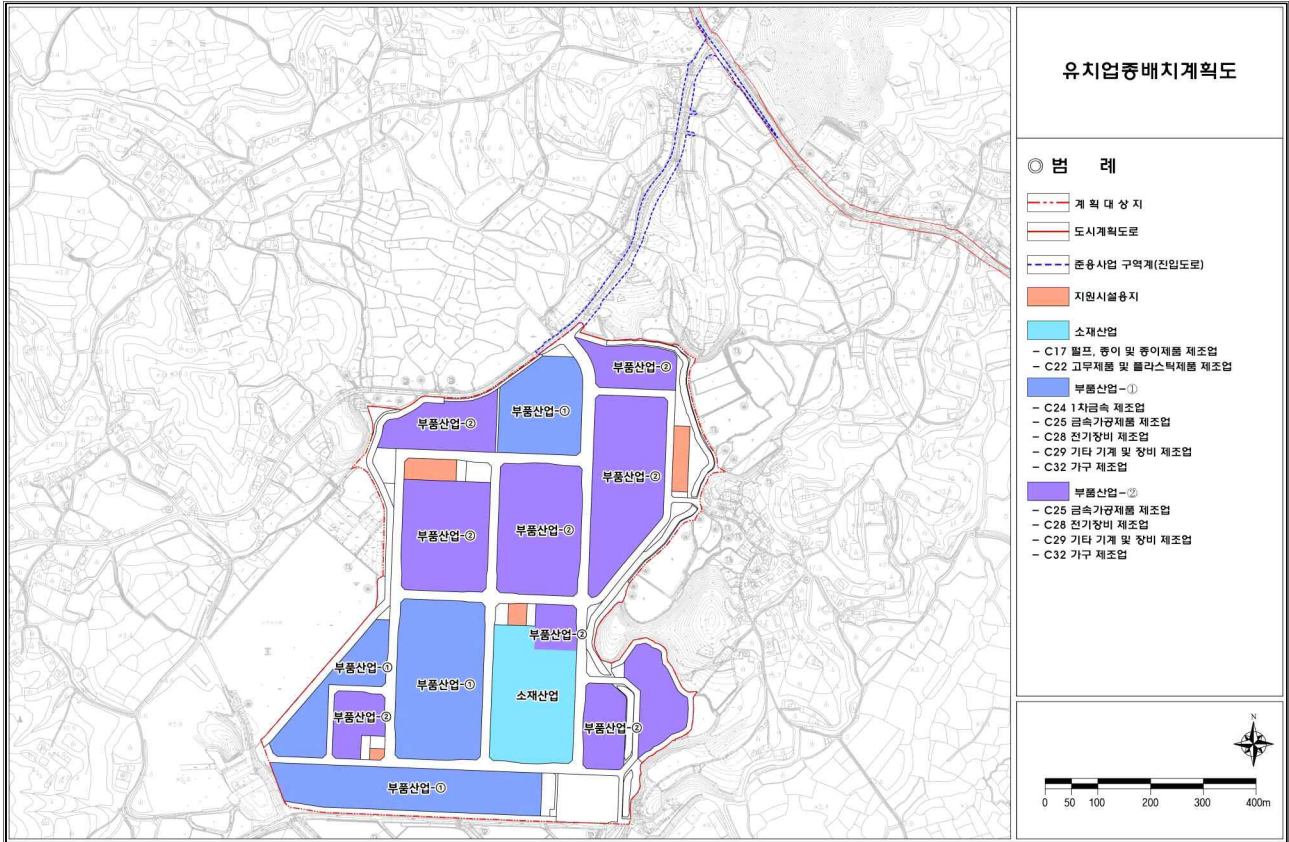 유치업종배치계획도
◎ 범 례
계획대상지
도시계획도로
준용사업 구역계(진입도로)
지원시설용지
소재산업
- C17 펄프, 종이 및 종이제품 제조업
- C22 고무제품 및 플라스틱제품 제조업
부품산업-①
- C24 1차금속 제조업
- C25 금속가공제품 제조업
- C28 전기장비 제조업
- C29 기타 기계 및 장비 제조업
- C32 가구 제조업
부품산업-②
- C25 금속가공제품 제조업
- C28 전기장비 제조업
- C29 기타 기계 및 장비 제조업
- C32 가구 제조업
N
0 50 100 200 300 400m
부품산업-②
부품산업-①
부품산업-②
부품산업-②
부품산업-②
부품산업-②
부품산업-②
부품산업-①
부품산업-①
소재산업
부품산업-②
부품산업-②
부품산업-①